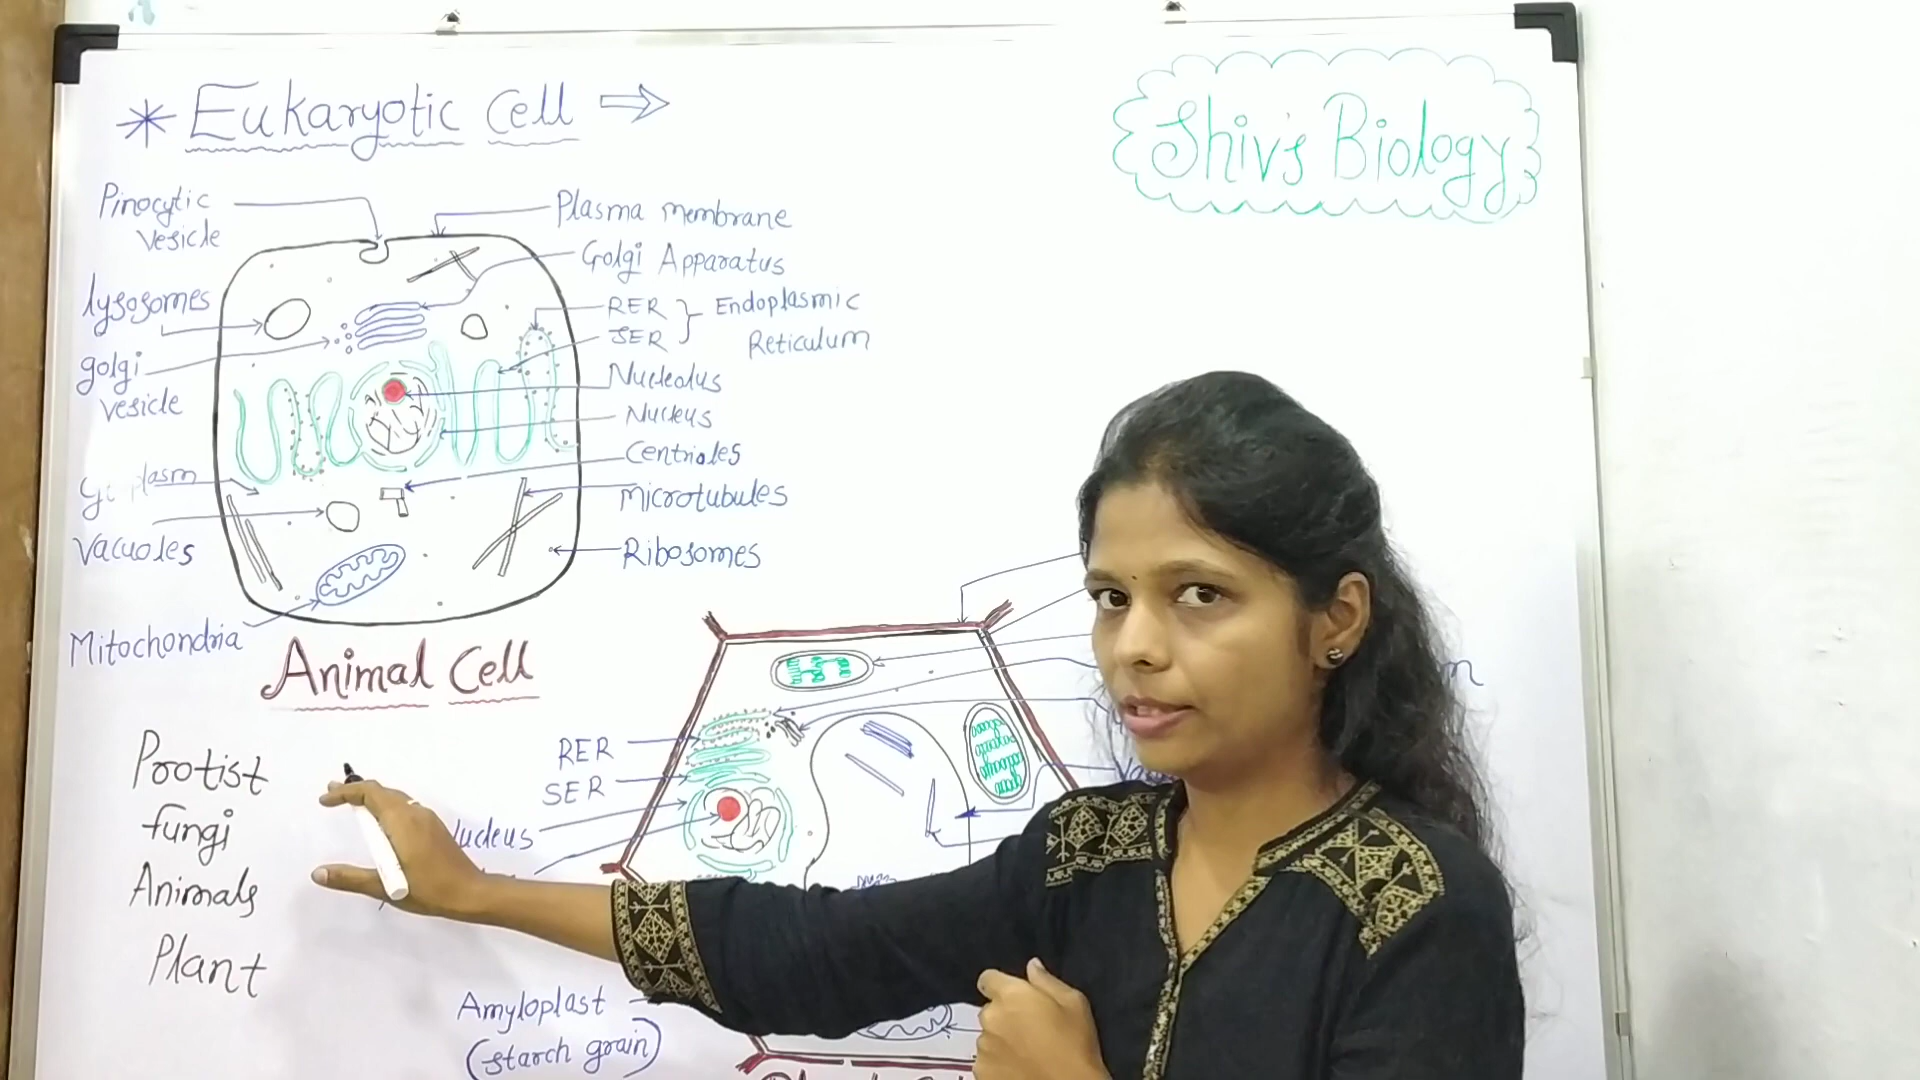 * Eukaryotic Cell ⇒
Shiv's Biology
Pinocytic
Vesicle
Plasma membrane
Golgi Apparatus
lysosomes
RER } Endoplasmic
SER } Reticulum
golgi
vesicle
Nucleolus
Nucleus
Centrioles
Microtubules
Vacuoles
Ribosomes
Mitochondria
Animal Cell
Protist
fungi
Animals
Plant
RER
SER
Amyloplast
(starch grain)